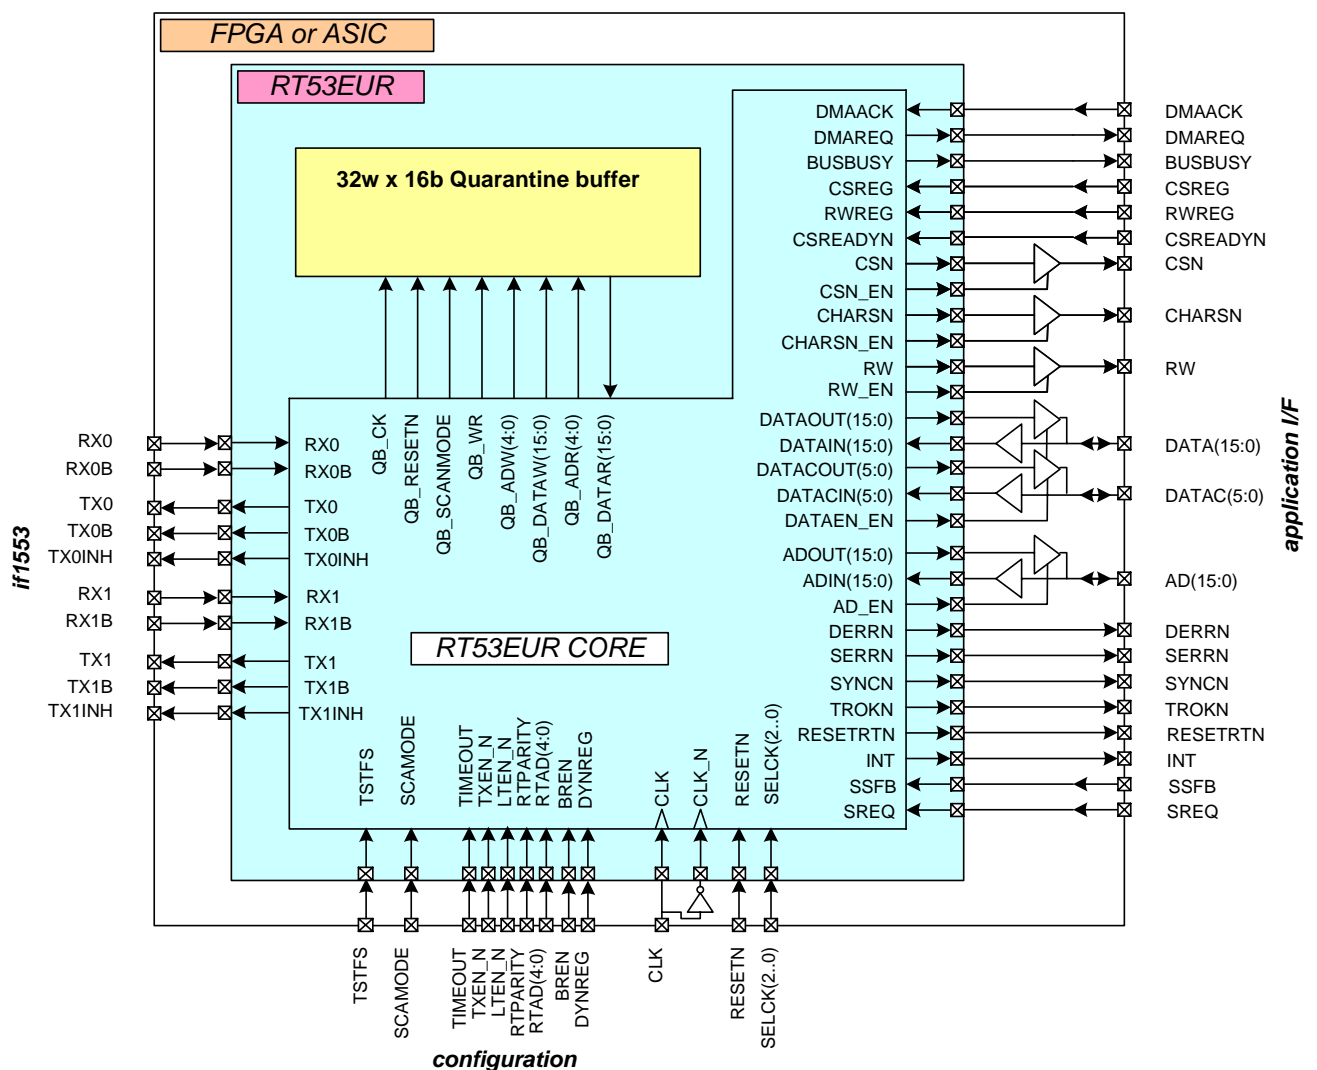 FPGA or ASIC
RT53EUR
32w x 16b Quarantine buffer
QB_CK
QB_RESETN
QB_SCANMODE
QB_WR
QB_ADW(4:0)
QB_DATAW(15:0)
QB_ADR(4:0)
QB_DATAR(15:0)
RT53EUR CORE
if1553
RX0
RX0B
TX0
TX0B
TX0INH
RX1
RX1B
TX1
TX1B
TX1INH
RX0
RX0B
TX0
TX0B
TX0INH
RX1
RX1B
TX1
TX1B
TX1INH
DMAACK
DMAREQ
BUSBUSY
CSREG
RWREG
CSREADYN
CSN
CSN_EN
CHARSN
CHARSN_EN
RW
RW_EN
DATAOUT(15:0)
DATAIN(15:0)
DATACOUT(5:0)
DATACIN(5:0)
DATAEN_EN
ADOUT(15:0)
ADIN(15:0)
AD_EN
DERRN
SERRN
SYNCN
TROKN
RESETRTN
INT
SSFB
SREQ
DMAACK
DMAREQ
BUSBUSY
CSREG
RWREG
CSREADYN
CSN
CHARSN
RW
DATA(15:0)
DATAC(5:0)
AD(15:0)
DERRN
SERRN
SYNCN
TROKN
RESETRTN
INT
SSFB
SREQ
application I/F
TSTFS
SCAMODE
TIMEOUT
TXEN_N
LTEN_N
RTPARITY
RTAD(4:0)
BREN
DYNREG
CLK
CLK_N
RESETN
SELCK(2..0)
TSTFS
SCAMODE
TIMEOUT
TXEN_N
LTEN_N
RTPARITY
RTAD(4:0)
BREN
DYNREG
CLK
RESETN
SELCK(2..0)
configuration